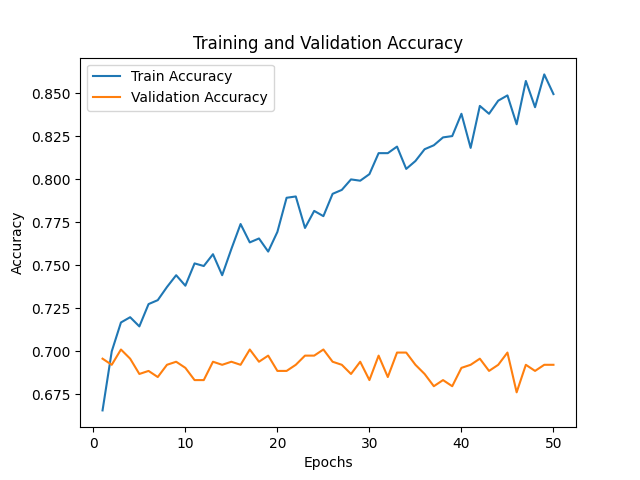 Training and Validation Accuracy
Train Accuracy
Validation Accuracy
Accuracy
0.850
0.825
0.800
0.775
0.750
0.725
0.700
0.675
0 10 20 30 40 50
Epochs